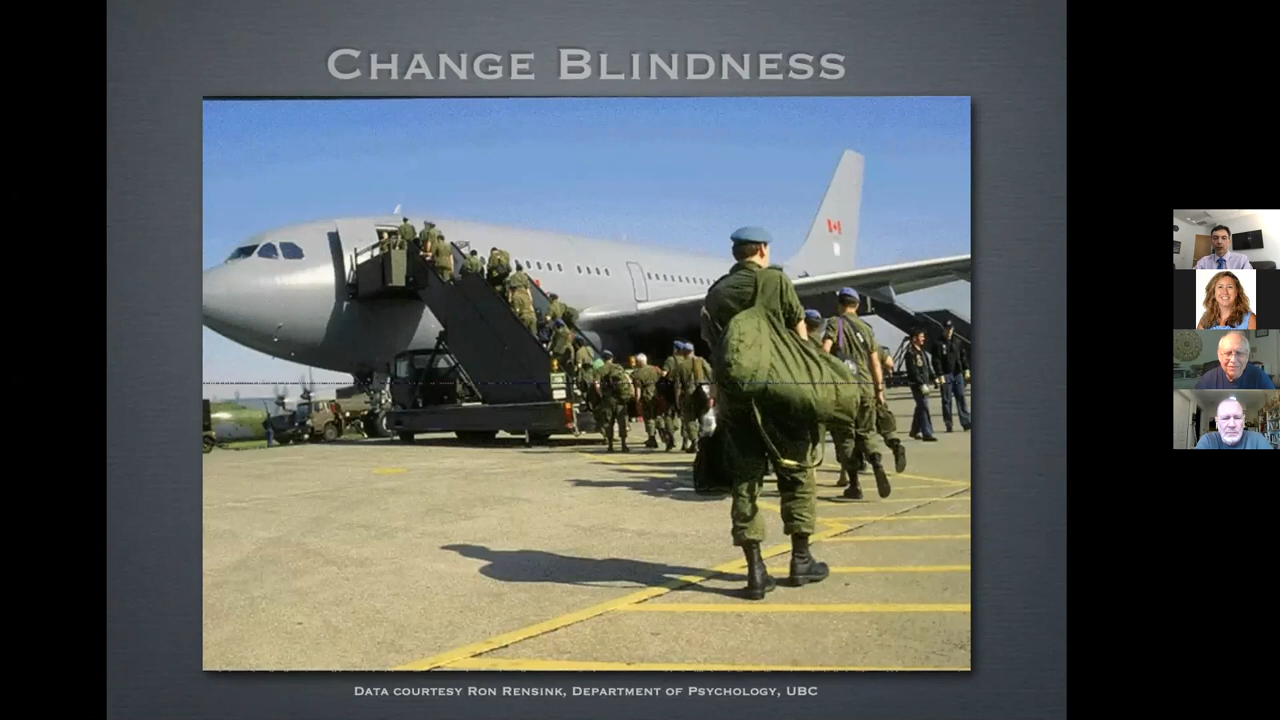 CHANGE BLINDNESS
DATA COURTESY RON RENSINK, DEPARTMENT OF PSYCHOLOGY, UBC